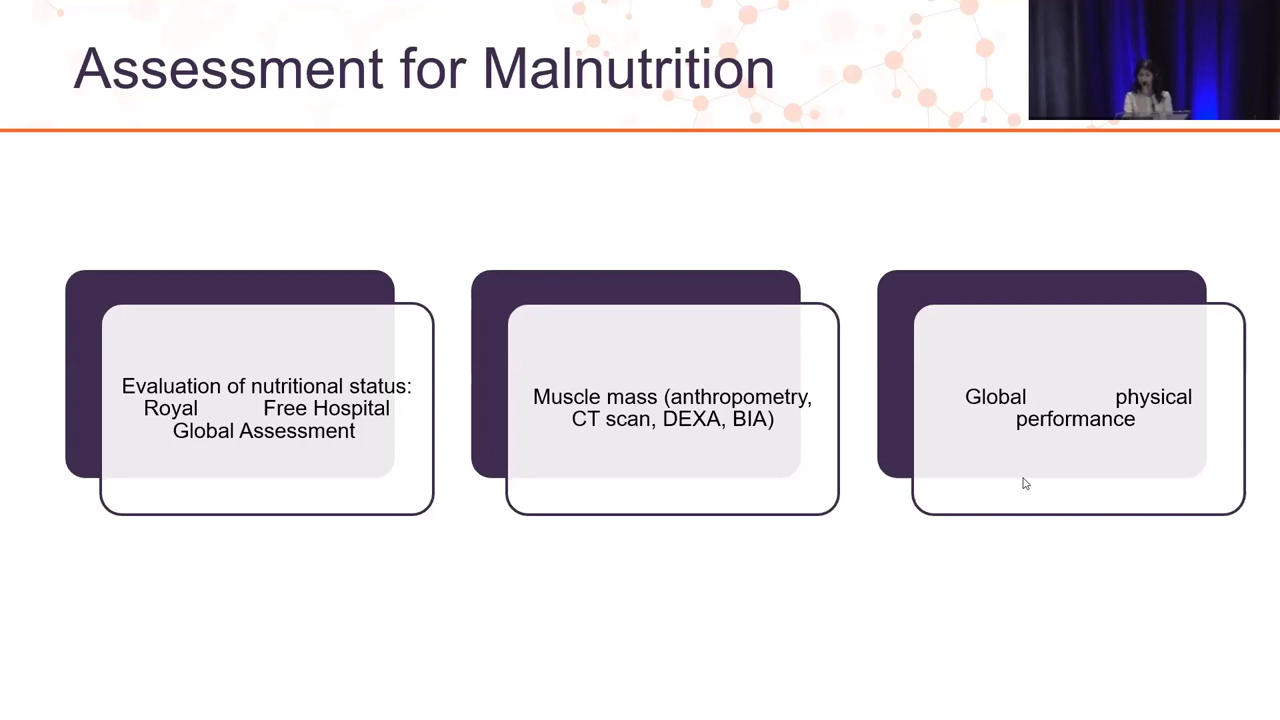 Assessment for Malnutrition
Evaluation of nutritional status:
Royal Free Hospital
Global Assessment
Muscle mass (anthropometry,
CT scan, DEXA, BIA)
Global physical
performance